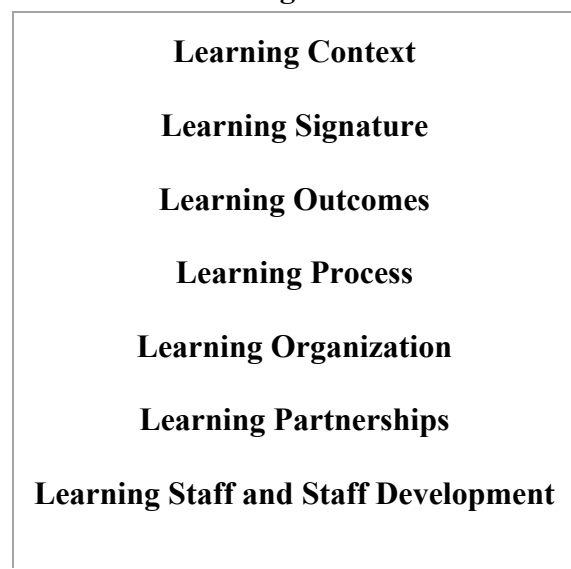 Learning Context
Learning Signature
Learning Outcomes
Learning Process
Learning Organization
Learning Partnerships
Learning Staff and Staff Development